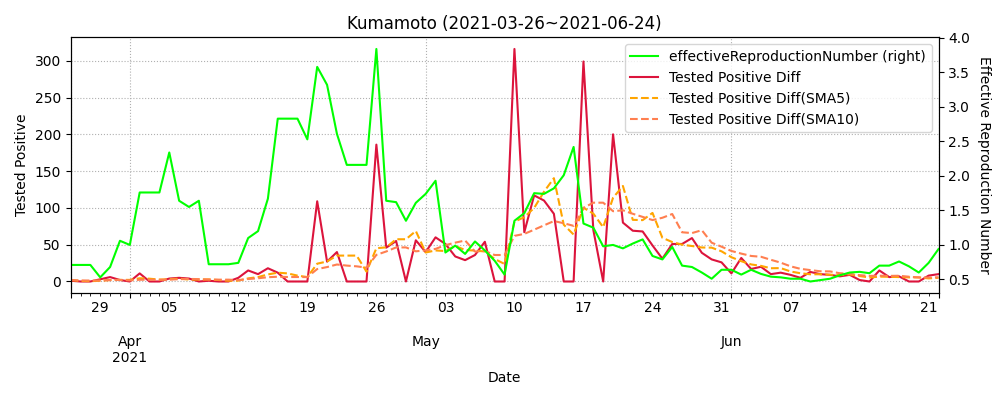 Kumamoto (2021-03-26~2021-06-24)
effectiveReproductionNumber (right)
Tested Positive Diff
Tested Positive Diff(SMA5)
Tested Positive Diff(SMA10)
Tested Positive
300
250
200
150
100
50
0
4.0
3.5
3.0
2.5
2.0
1.5
1.0
0.5
Effective Reproduction Number
29 05 12 19 26 03 10 17 24 31 07 14 21
Apr May Jun
2021
Date